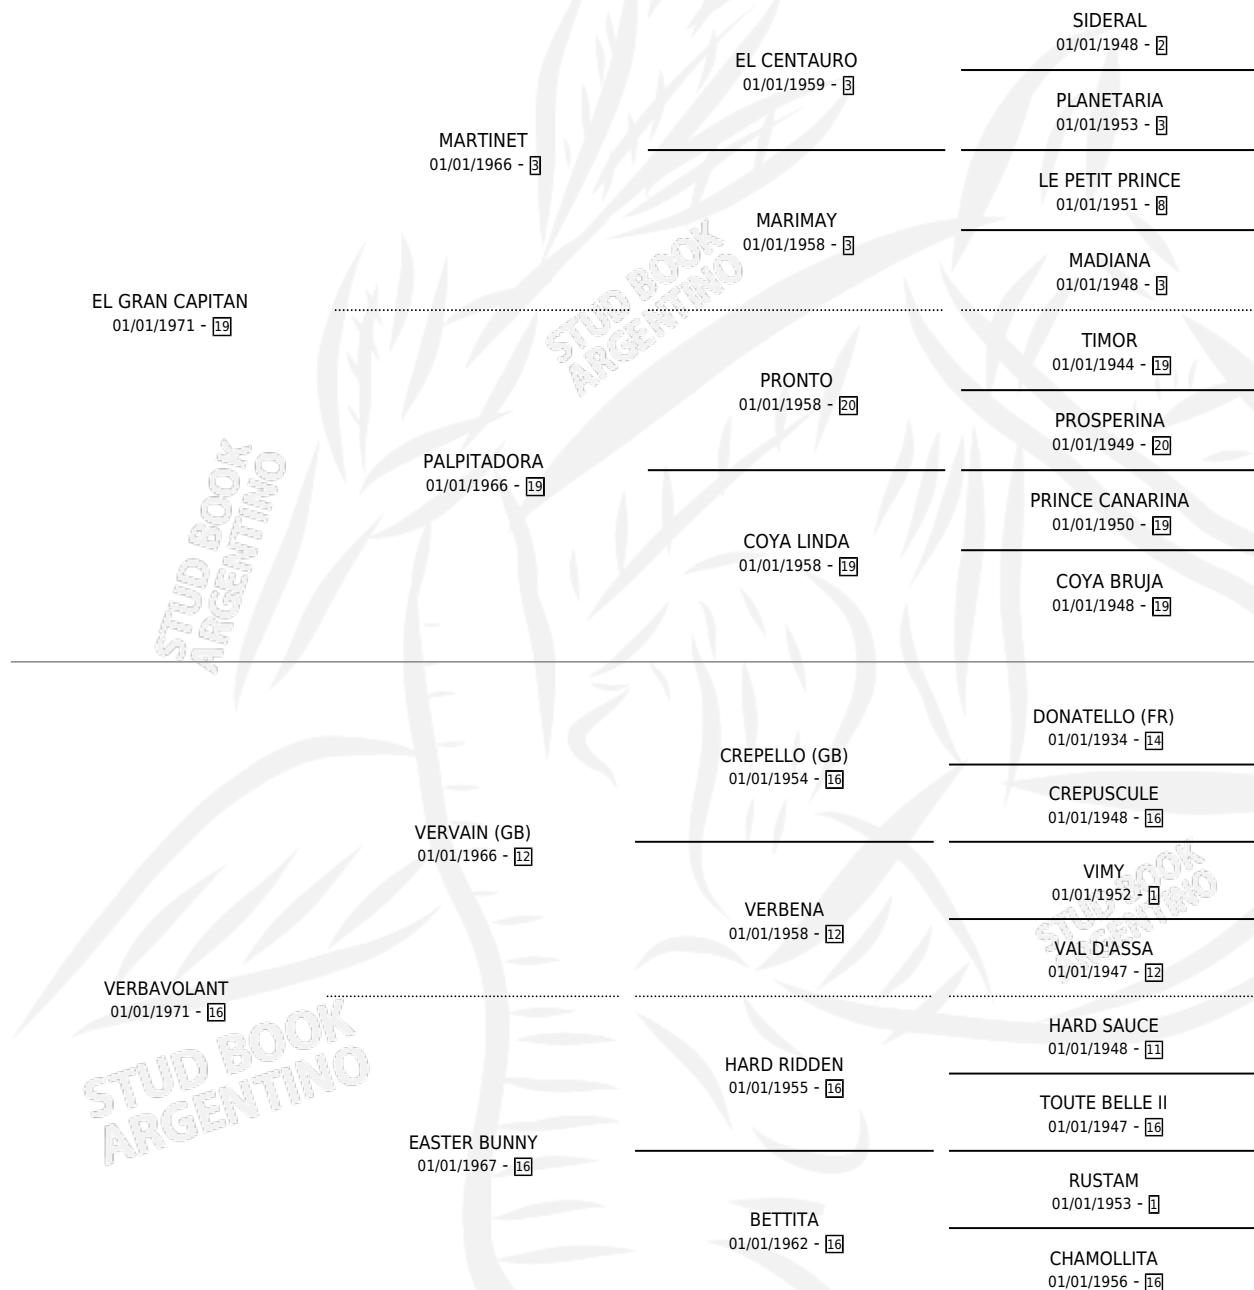 SIDERAL
01/01/1948 - 2
EL CENTAURO
01/01/1959 - 3
PLANETARIA
01/01/1953 - 3
MARTINET
01/01/1966 - 3
LE PETIT PRINCE
01/01/1951 - 8
MARIMAY
01/01/1958 - 3
MADIANA
01/01/1948 - 3
EL GRAN CAPITAN
01/01/1971 - 19
TIMOR
01/01/1944 - 19
PRONTO
01/01/1958 - 20
PROSPERINA
01/01/1949 - 20
PALPITADORA
01/01/1966 - 19
PRINCE CANARINA
01/01/1950 - 19
COYA LINDA
01/01/1958 - 19
COYA BRUJA
01/01/1948 - 19
STUD BOOK
ARGENTINO
STUD BOOK
ARGENTINO
DONATELLO (FR)
01/01/1934 - 14
CREPELLO (GB)
01/01/1954 - 16
CREPUSCULE
01/01/1948 - 16
VERVAIN (GB)
01/01/1966 - 12
VIMY
01/01/1952 - 1
VERBENA
01/01/1958 - 12
VAL D'ASSA
01/01/1947 - 12
VERBAVOLANT
01/01/1971 - 16
HARD SAUCE
01/01/1948 - 11
HARD RIDDEN
01/01/1955 - 16
TOUTE BELLE II
01/01/1947 - 16
EASTER BUNNY
01/01/1967 - 16
RUSTAM
01/01/1953 - 1
BETTITA
01/01/1962 - 16
CHAMOLLITA
01/01/1956 - 16
STUD BOOK
ARGENTINO
STUD BOOK
ARGENTINO